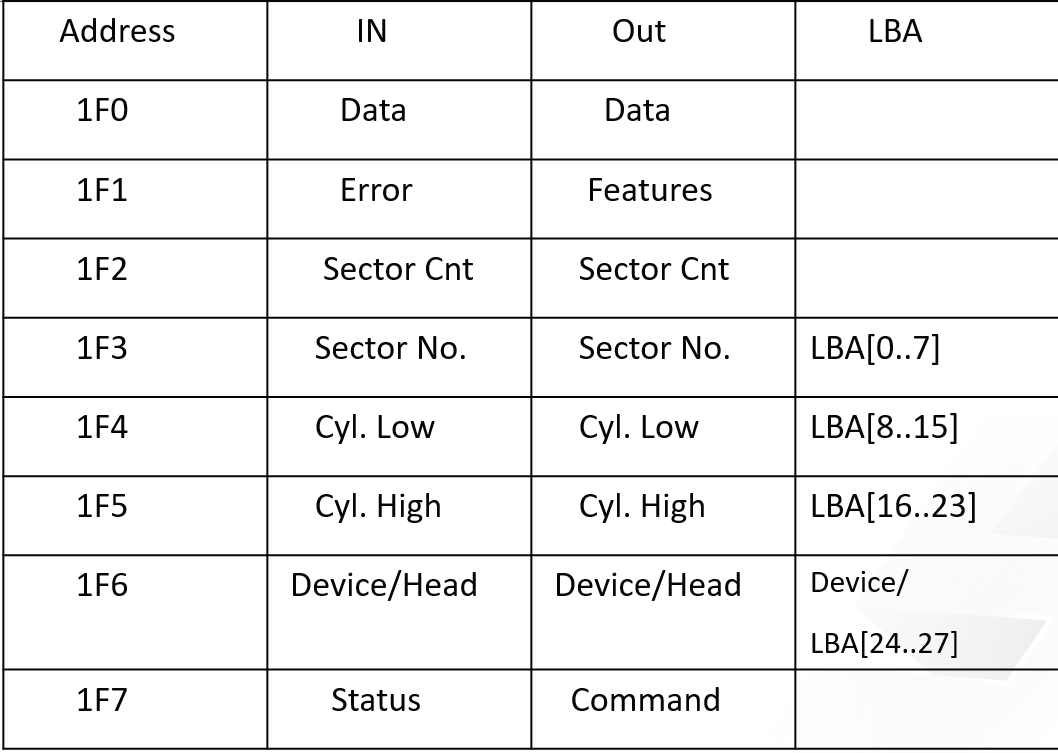 Address IN Out LBA
1F0 Data Data
1F1 Error Features
1F2 Sector Cnt Sector Cnt
1F3 Sector No. Sector No. LBA[0..7]
1F4 Cyl. Low Cyl. Low LBA[8..15]
1F5 Cyl. High Cyl. High LBA[16..23]
1F6 Device/Head Device/Head Device/
LBA[24..27]
1F7 Status Command